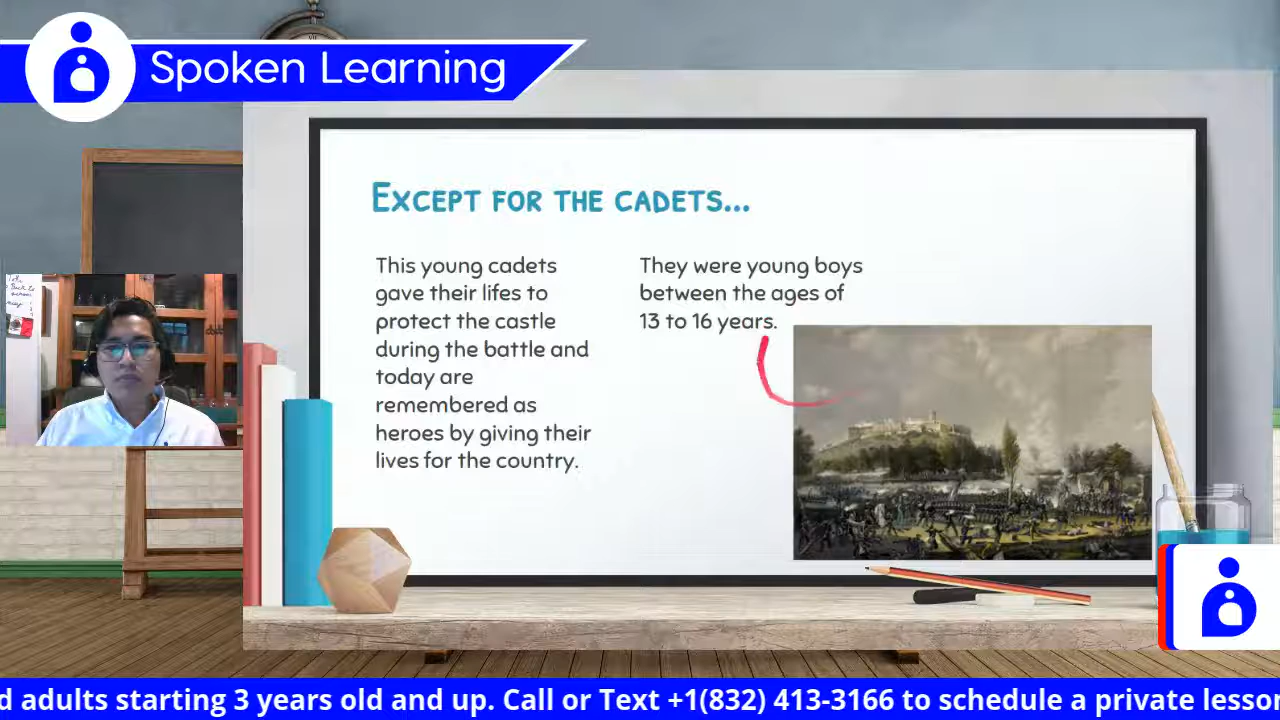 Spoken Learning
Except for the cadets...
This young cadets
gave their lifes to
protect the castle
during the battle and
today are
remembered as
heroes by giving their
lives for the country.
They were young boys
between the ages of
13 to 16 years.
adults starting 3 years old and up. Call or Text +1(832) 413-3166 to schedule a private